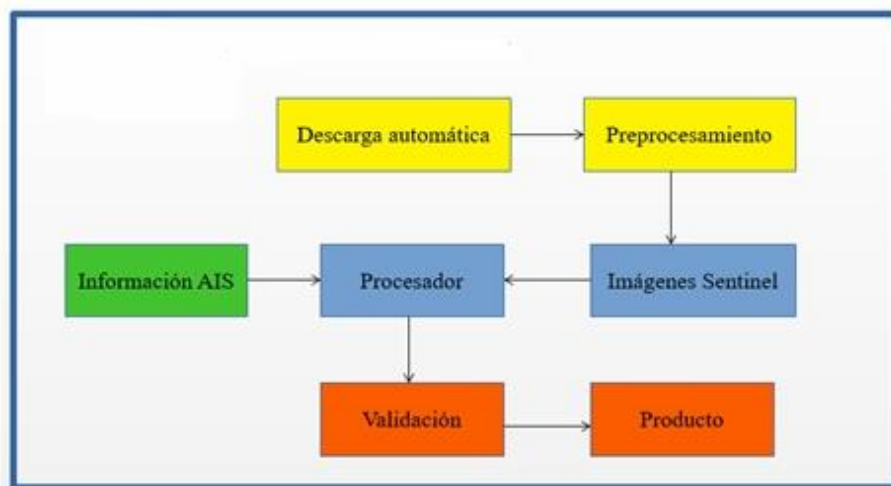 Descarga automática
Preprocesamiento
Información AIS
Procesador
Imágenes Sentinel
Validación
Producto